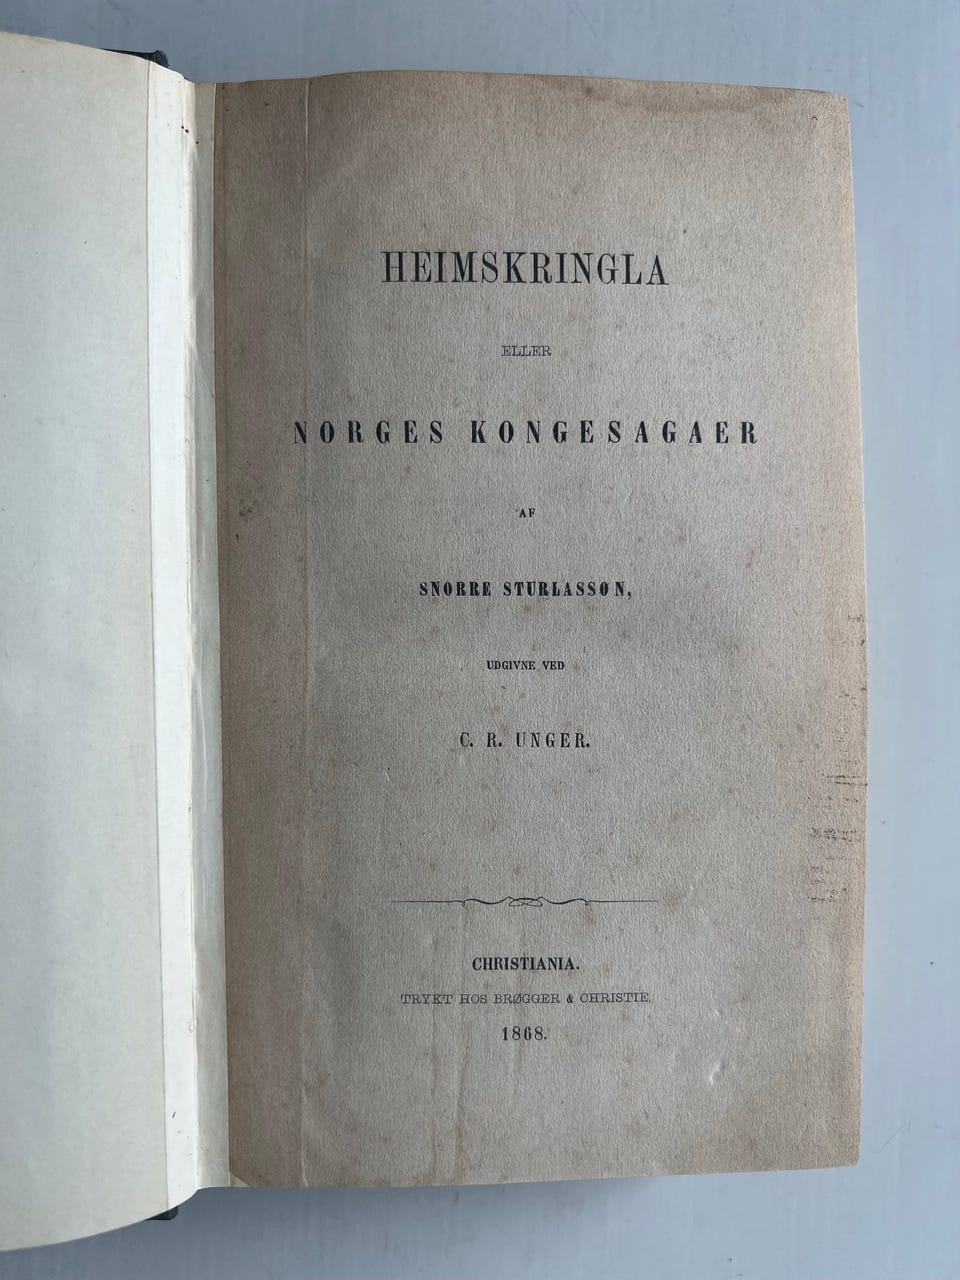 HEIMSKRINGLA
ELLER
NORGES KONGESAGAER
AF
SNORRE STURLASSØN,
UDGIVNE VED
C. R. UNGER.
CHRISTIANIA.
TRYKT HOS BRØGGER & CHRISTIE.
1868.